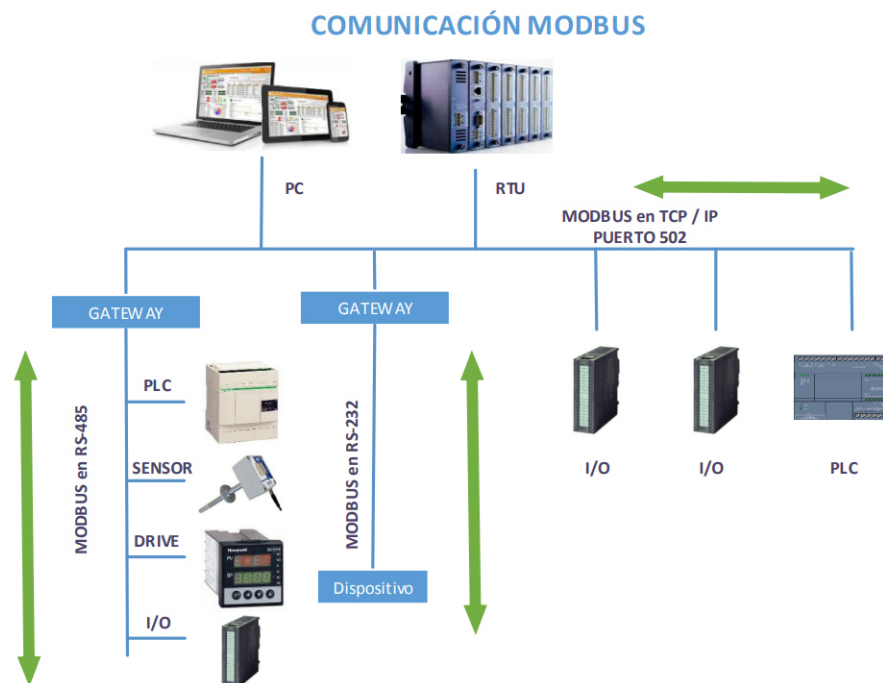 COMUNICACIÓN MODBUS
PC
RTU
MODBUS en TCP / IP
PUERTO 502
GATEWAY
GATEWAY
MODBUS en RS-485
PLC
SENSOR
DRIVE
I/O
Honeywell
MODBUS en RS-232
Dispositivo
I/O
I/O
PLC